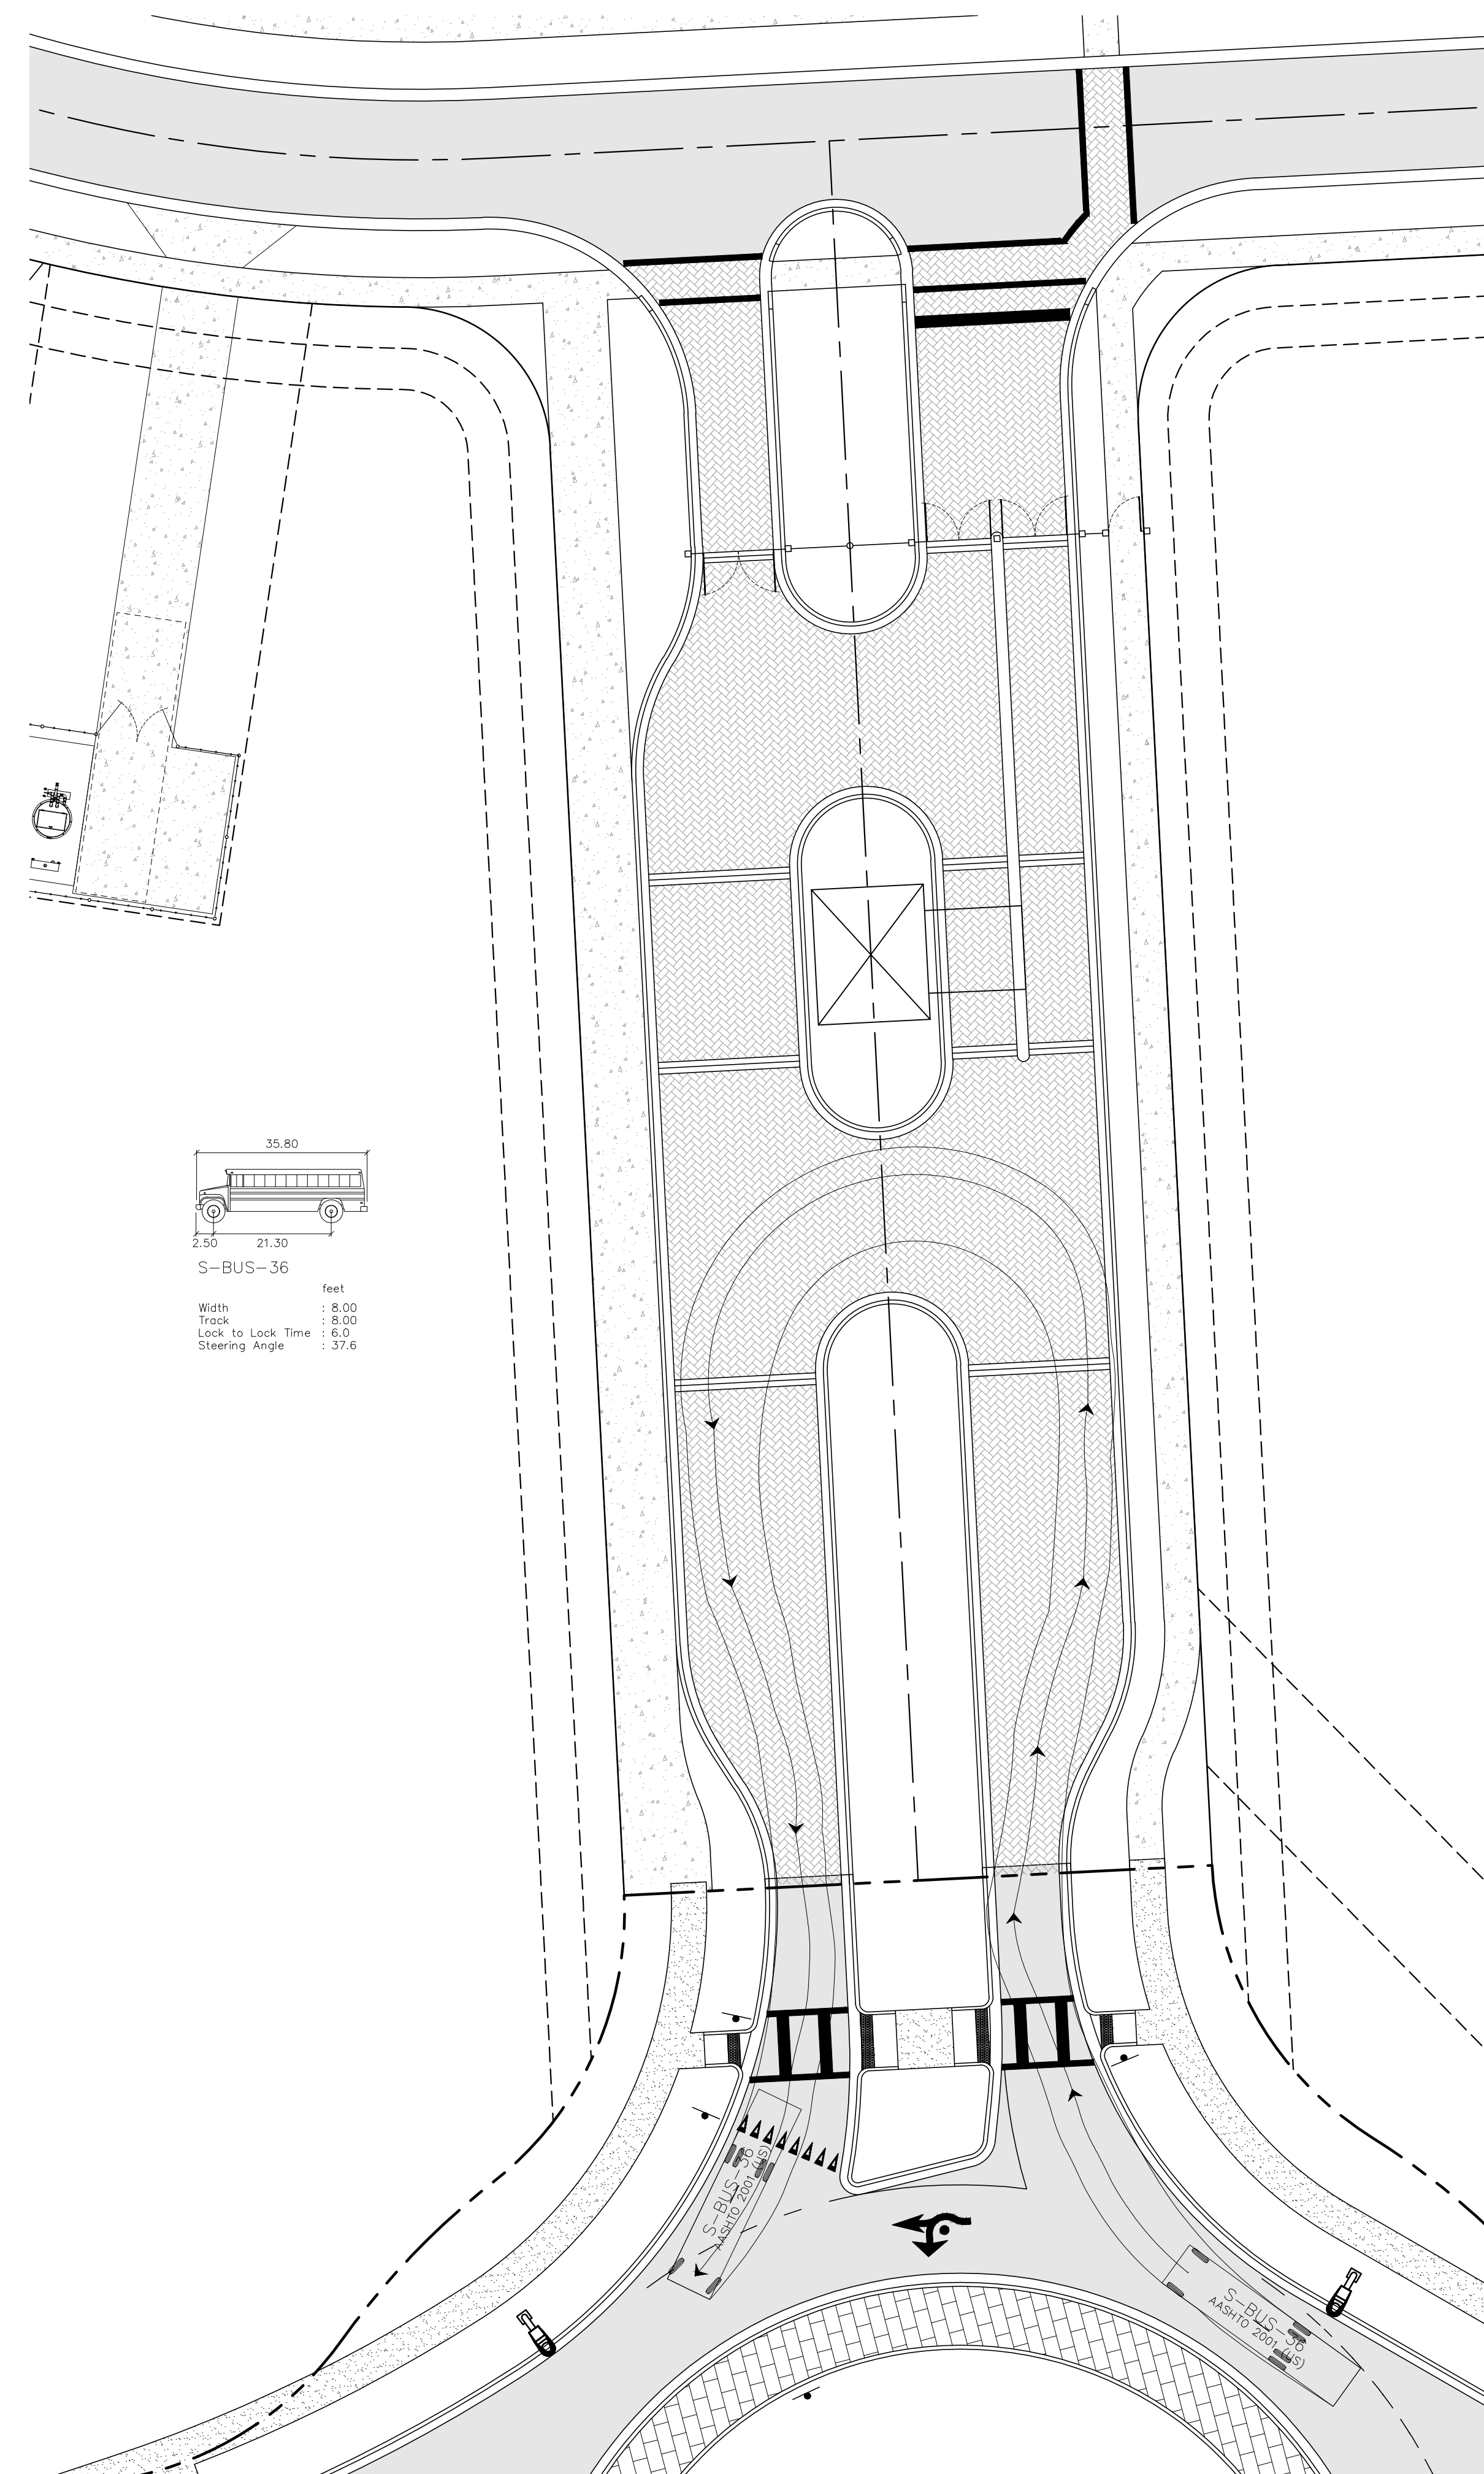 35.80
2.50 21.30
S-BUS-36
feet
Width : 8.00
Track : 8.00
Lock to Lock Time : 6.0
Steering Angle : 37.6
S-BUS-36
AASHTO 2001 (US)
S-BUS-36
AASHTO 2001 (US)